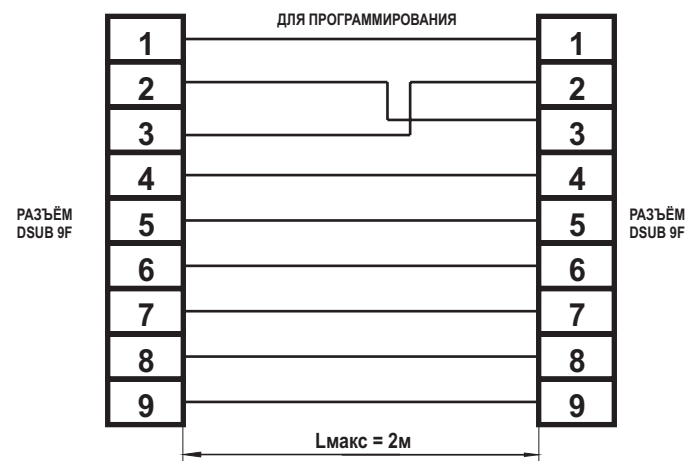 ДЛЯ ПРОГРАММИРОВАНИЯ
1 1
2 2
3 3
4 4
РАЗЪЁМ
DSUB 9F
5 5
РАЗЪЁМ
DSUB 9F
6 6
7 7
8 8
9 9
Lмакс = 2м